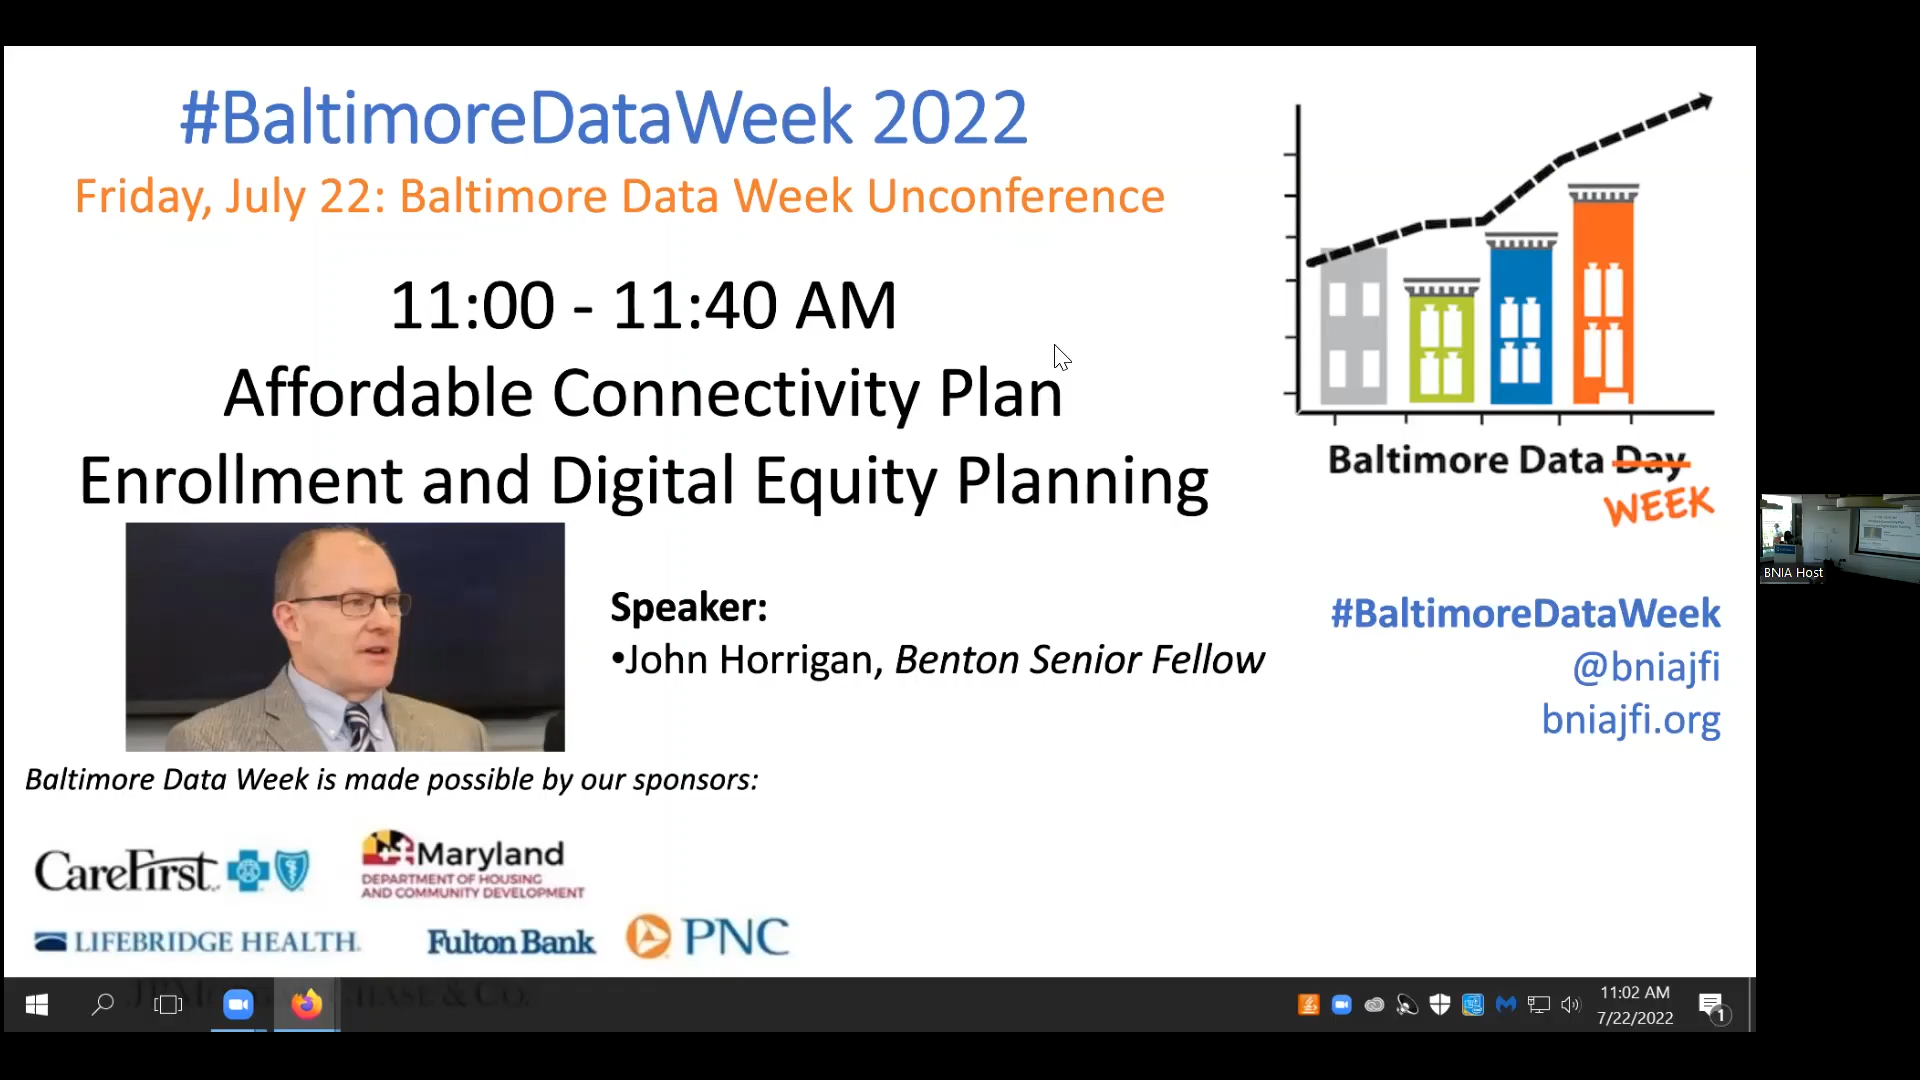 #BaltimoreDataWeek 2022
Friday, July 22: Baltimore Data Week Unconference
11:00 - 11:40 AM
Affordable Connectivity Plan
Enrollment and Digital Equity Planning
Speaker:
•John Horrigan, Benton Senior Fellow
Baltimore Data Week is made possible by our sponsors:
CareFirst
Maryland
DEPARTMENT OF HOUSING
AND COMMUNITY DEVELOPMENT
LIFEBRIDGE HEALTH
Fulton Bank
PNC
Baltimore Data Day
WEEK
#BaltimoreDataWeek
@bniajfi
bniajfi.org
BNIA Host
11:02 AM
7/22/2022
1